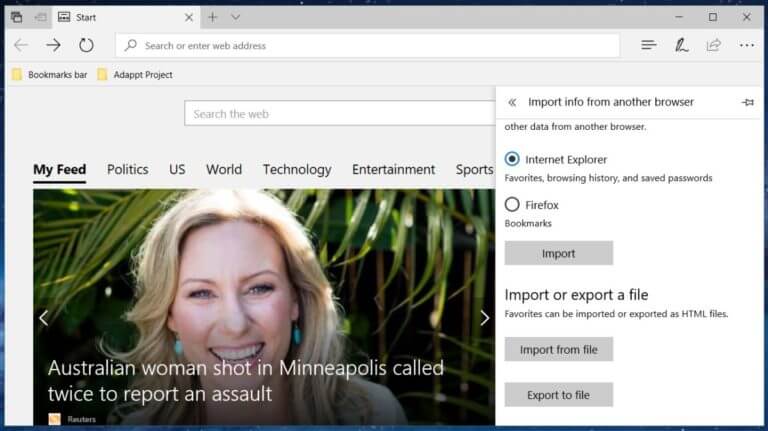 Start
Search or enter web address
Bookmarks bar
Adappt Project
Search the web
My Feed Politics US World Technology Entertainment Sports
Australian woman shot in Minneapolis called
twice to report an assault
Reuters
Import info from another browser
other data from another browser.
Internet Explorer
Favorites, browsing history, and saved passwords
Firefox
Bookmarks
Import
Import or export a file
Favorites can be imported or exported as HTML files.
Import from file
Export to file